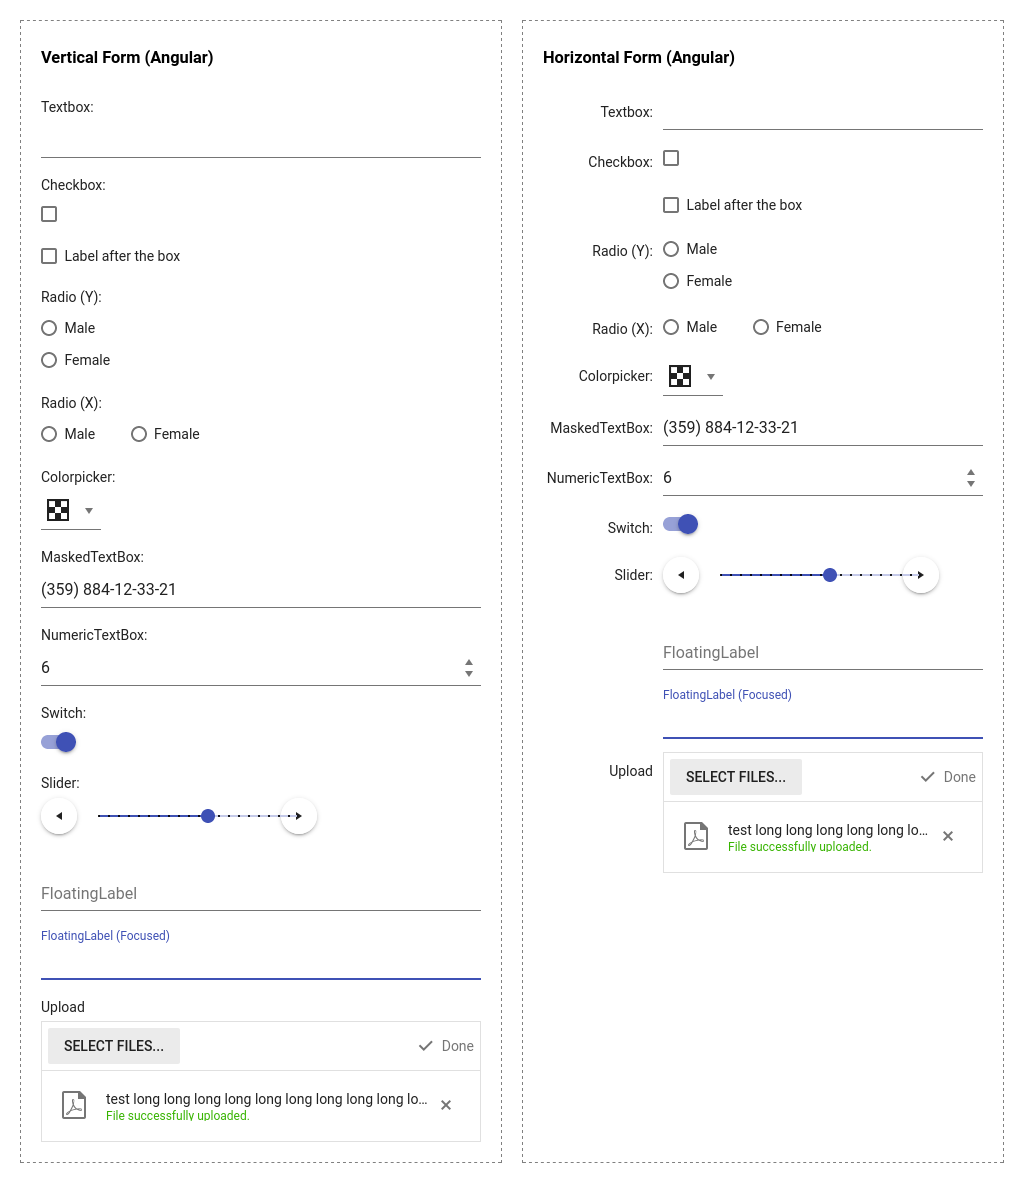 Vertical Form (Angular)
Textbox:
Checkbox:
Label after the box
Radio (Y):
Male
Female
Radio (X):
Male Female
Colorpicker:
MaskedTextBox:
(359) 884-12-33-21
NumericTextBox:
6
Switch:
Slider:
FloatingLabel
FloatingLabel (Focused)
Upload
SELECT FILES... Done
test long long long long long long long long long lo...
File successfully uploaded.
Horizontal Form (Angular)
Textbox:
Checkbox:
Label after the box
Radio (Y): Male
Female
Radio (X): Male Female
Colorpicker:
MaskedTextBox: (359) 884-12-33-21
NumericTextBox: 6
Switch:
Slider:
FloatingLabel
FloatingLabel (Focused)
Upload SELECT FILES... Done
test long long long long long lo...
File successfully uploaded.